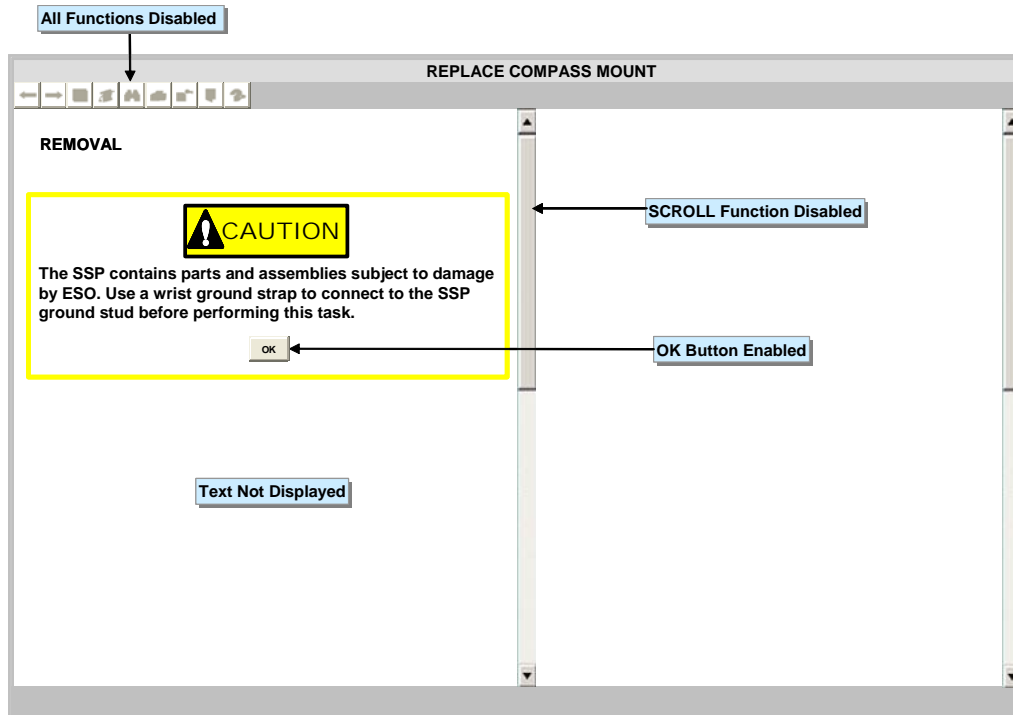 All Functions Disabled
REPLACE COMPASS MOUNT
REMOVAL
CAUTION
The SSP contains parts and assemblies subject to damage
by ESO. Use a wrist ground strap to connect to the SSP
ground stud before performing this task.
OK
SCROLL Function Disabled
OK Button Enabled
Text Not Displayed